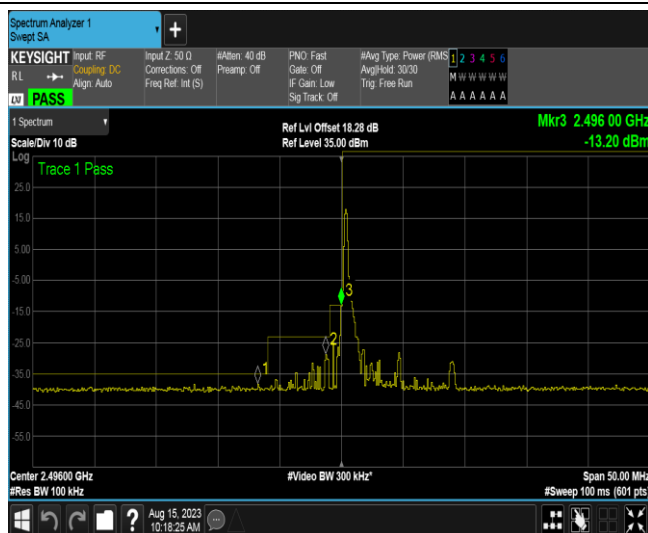 Spectrum Analyzer 1
Swept SA
+
KEYSIGHT
RL
LXI PASS
Input: RF
Coupling: DC
Align: Auto
Input Z: 50 Ω
Corrections: Off
Freq Ref: Int (S)
#Atten: 40 dB
Preamp: Off
PNO: Fast
Gate: Off
IF Gain: Low
Sig Track: Off
#Avg Type: Power (RMS
Avg|Hold: 30/30
Trig: Free Run
1 2 3 4 5 6
M W W W W W
A A A A A A
1 Spectrum
Scale/Div 10 dB
Log
Ref Lvl Offset 18.28 dB
Ref Level 35.00 dBm
Mkr3 2.496 00 GHz
-13.20 dBm
Trace 1 Pass
25.0
15.0
5.00
-5.00
-15.0
-25.0
-35.0
-45.0
-55.0
1
2
3
Center 2.49600 GHz
#Res BW 100 kHz
#Video BW 300 kHz*
Span 50.00 MHz
#Sweep 100 ms (601 pts)
?
Aug 15, 2023
10:18:25 AM